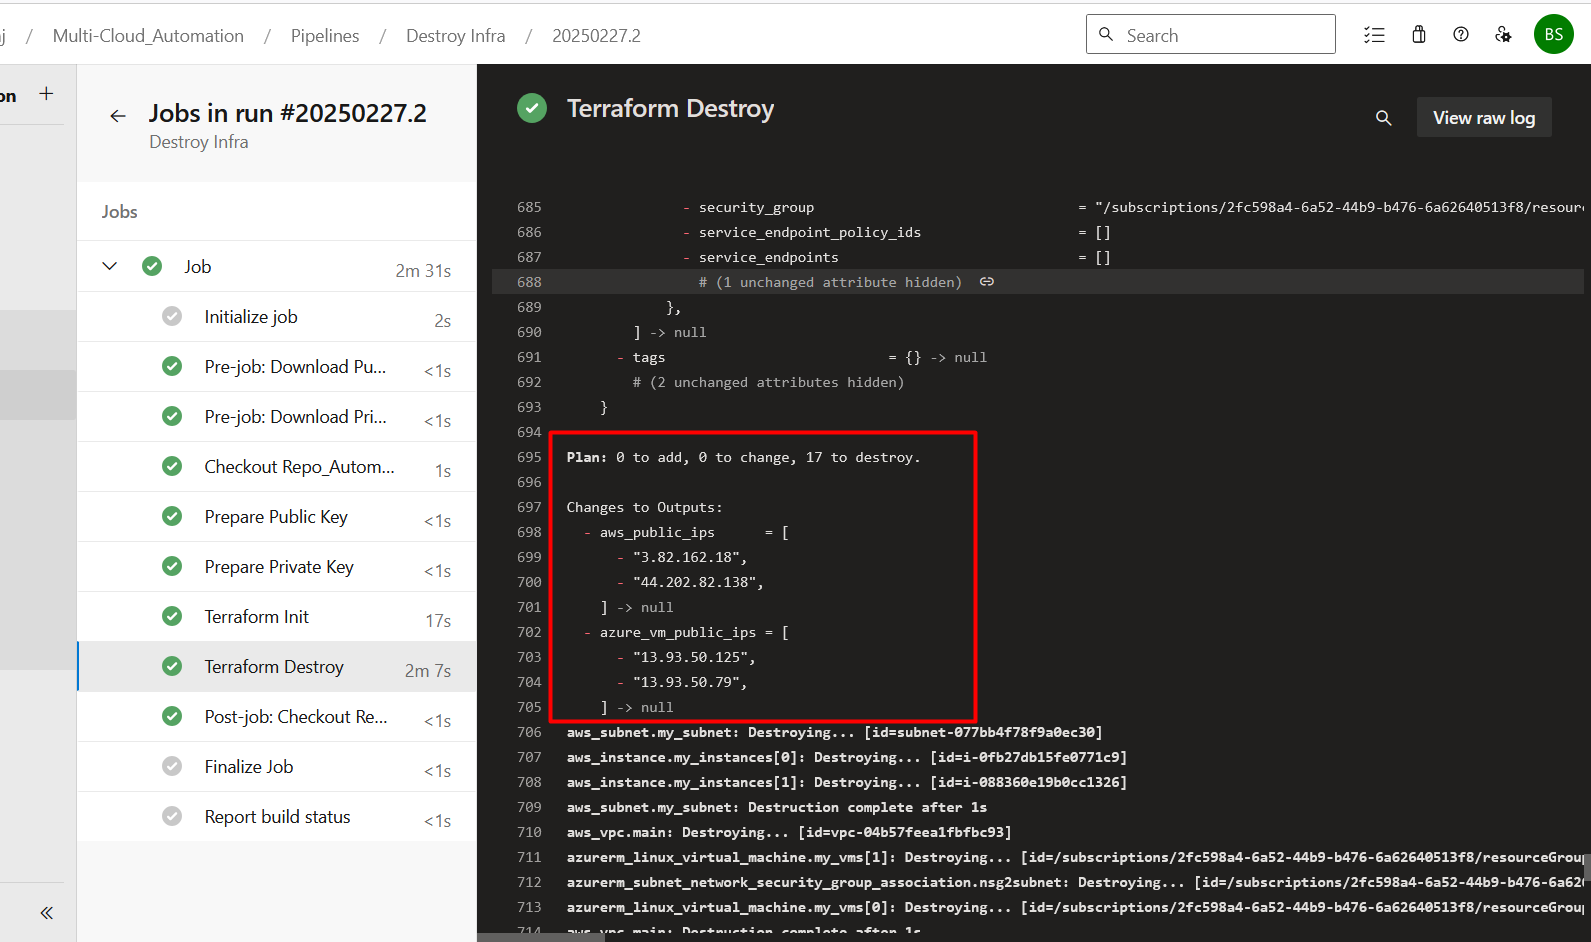 j / Multi-Cloud_Automation / Pipelines / Destroy Infra / 20250227.2
Search
BS
on +
Jobs in run #20250227.2
Destroy Infra
Jobs
Job 2m 31s
Initialize job 2s
Pre-job: Download Pu... <1s
Pre-job: Download Pri... <1s
Checkout Repo_Autom... 1s
Prepare Public Key <1s
Prepare Private Key <1s
Terraform Init 17s
Terraform Destroy 2m 7s
Post-job: Checkout Re... <1s
Finalize Job <1s
Report build status <1s
Terraform Destroy
View raw log
685 - security_group = "/subscriptions/2fc598a4-6a52-44b9-b476-6a62640513f8/resour
686 - service_endpoint_policy_ids = []
687 - service_endpoints = []
688 # (1 unchanged attribute hidden)
689 },
690 ] -> null
691 - tags = {} -> null
692 # (2 unchanged attributes hidden)
693 }
694
695 Plan: 0 to add, 0 to change, 17 to destroy.
696
697 Changes to Outputs:
698 - aws_public_ips = [
699 - "3.82.162.18",
700 - "44.202.82.138",
701 ] -> null
702 - azure_vm_public_ips = [
703 - "13.93.50.125",
704 - "13.93.50.79",
705 ] -> null
706 aws_subnet.my_subnet: Destroying... [id=subnet-077bb4f78f9a0ec30]
707 aws_instance.my_instances[0]: Destroying... [id=i-0fb27db15fe0771c9]
708 aws_instance.my_instances[1]: Destroying... [id=i-088360e19b0cc1326]
709 aws_subnet.my_subnet: Destruction complete after 1s
710 aws_vpc.main: Destroying... [id=vpc-04b57feea1fbfbc93]
711 azurerm_linux_virtual_machine.my_vms[1]: Destroying... [id=/subscriptions/2fc598a4-6a52-44b9-b476-6a62640513f8/resourceGrou
712 azurerm_subnet_network_security_group_association.nsg2subnet: Destroying... [id=/subscriptions/2fc598a4-6a52-44b9-b476-6a62
713 azurerm_linux_virtual_machine.my_vms[0]: Destroying... [id=/subscriptions/2fc598a4-6a52-44b9-b476-6a62640513f8/resourceGrou
714 aws_vpc.main: Destruction complete after 1s